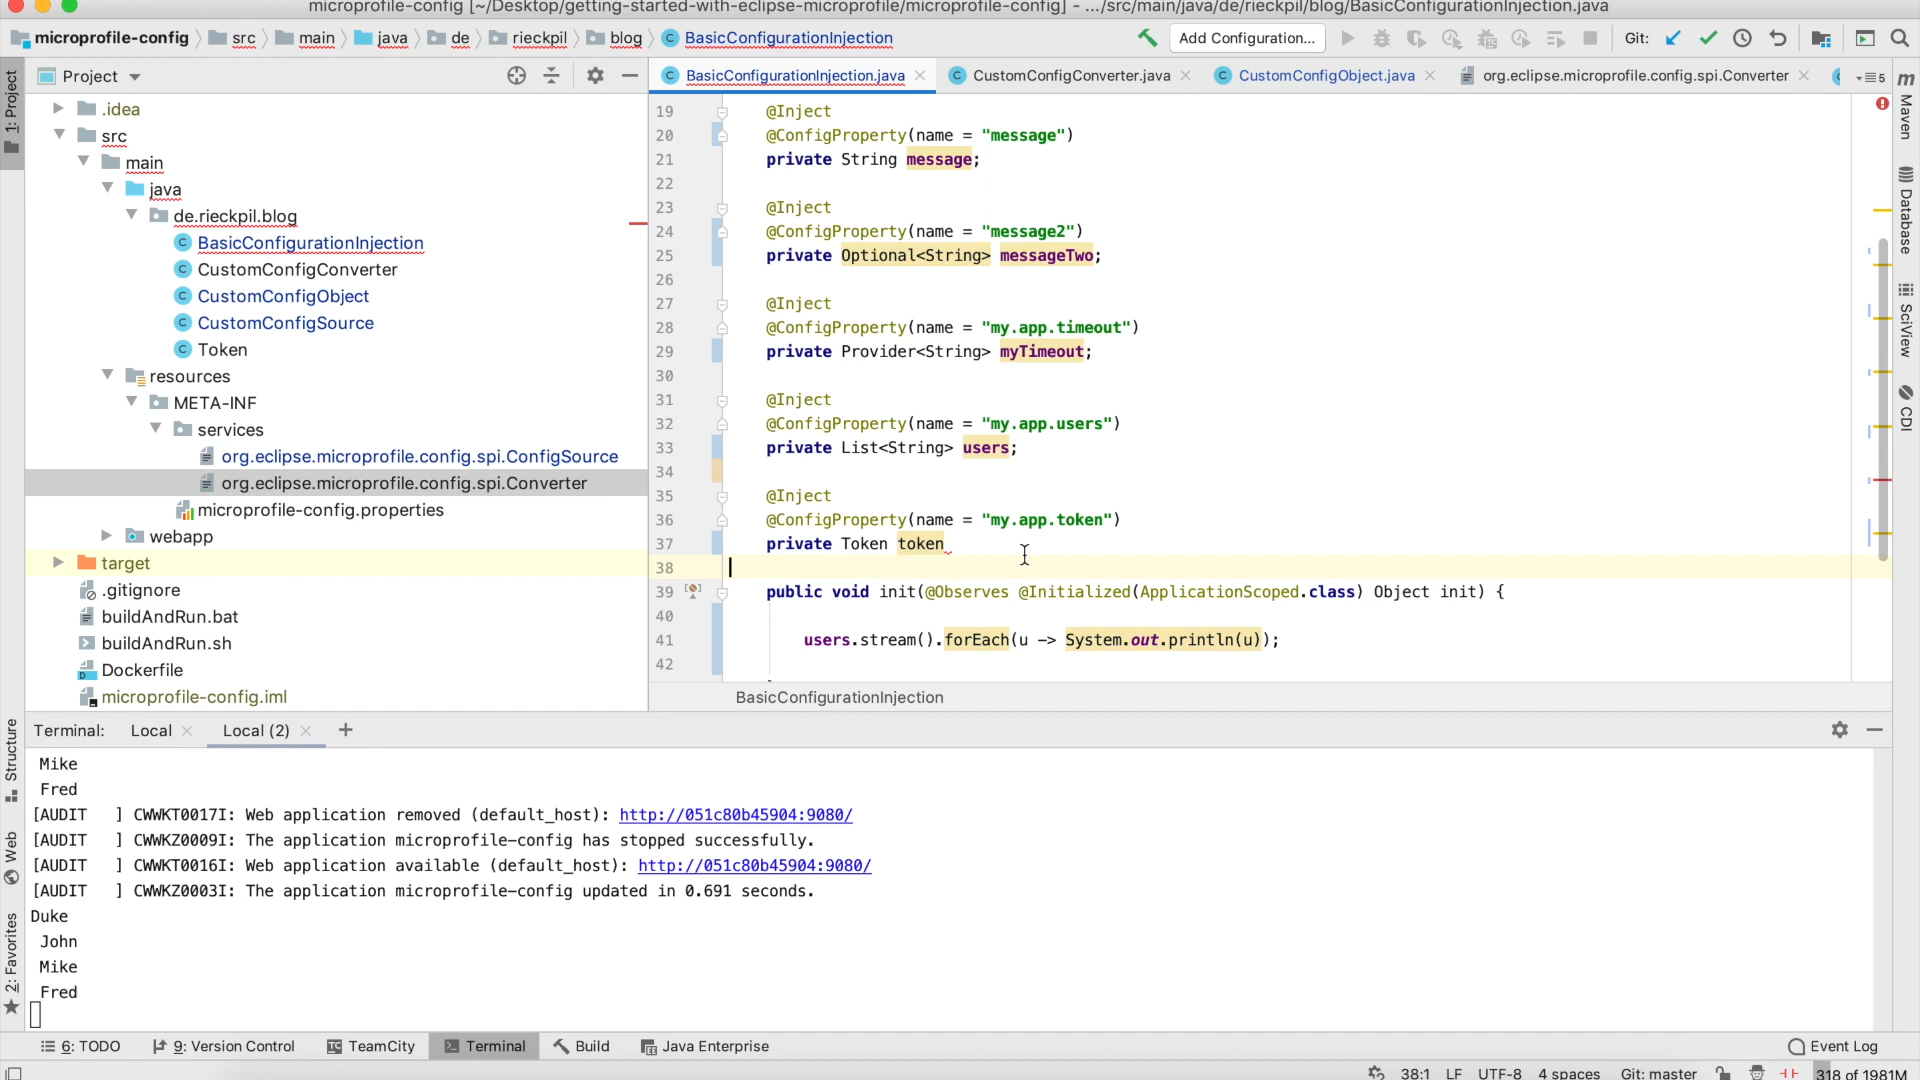 microprofile-config [~/Desktop/getting-started-with-eclipse-microprofile/microprofile-config] - .../src/main/java/de/rieckpil/blog/BasicConfigurationInjection.java
microprofile-config src main java de rieckpil blog BasicConfigurationInjection Add Configuration... Git:
1: Project
Project
BasicConfigurationInjection.java CustomConfigConverter.java CustomConfigObject.java org.eclipse.microprofile.config.spi.Converter 5
.idea
src
main
java
de.rieckpil.blog
BasicConfigurationInjection
CustomConfigConverter
CustomConfigObject
CustomConfigSource
Token
resources
META-INF
services
org.eclipse.microprofile.config.spi.ConfigSource
org.eclipse.microprofile.config.spi.Converter
microprofile-config.properties
webapp
target
.gitignore
buildAndRun.bat
buildAndRun.sh
Dockerfile
microprofile-config.iml
19 @Inject
20 @ConfigProperty(name = "message")
21 private String message;
22
23 @Inject
24 @ConfigProperty(name = "message2")
25 private Optional<String> messageTwo;
26
27 @Inject
28 @ConfigProperty(name = "my.app.timeout")
29 private Provider<String> myTimeout;
30
31 @Inject
32 @ConfigProperty(name = "my.app.users")
33 private List<String> users;
34
35 @Inject
36 @ConfigProperty(name = "my.app.token")
37 private Token token
38
39 public void init(@Observes @Initialized(ApplicationScoped.class) Object init) {
40
41 users.stream().forEach(u -> System.out.println(u));
42
BasicConfigurationInjection
m Maven
Database
SciView
CDI
Terminal: Local Local (2) +
Mike
Fred
[AUDIT ] CWWKT0017I: Web application removed (default_host): http://051c80b45904:9080/
[AUDIT ] CWWKZ0009I: The application microprofile-config has stopped successfully.
[AUDIT ] CWWKT0016I: Web application available (default_host): http://051c80b45904:9080/
[AUDIT ] CWWKZ0003I: The application microprofile-config updated in 0.691 seconds.
Duke
John
Mike
Fred
Structure
Web
2: Favorites
6: TODO 9: Version Control TeamCity Terminal Build Java Enterprise Event Log
38:1 LF UTF-8 4 spaces Git: master 318 of 1981M